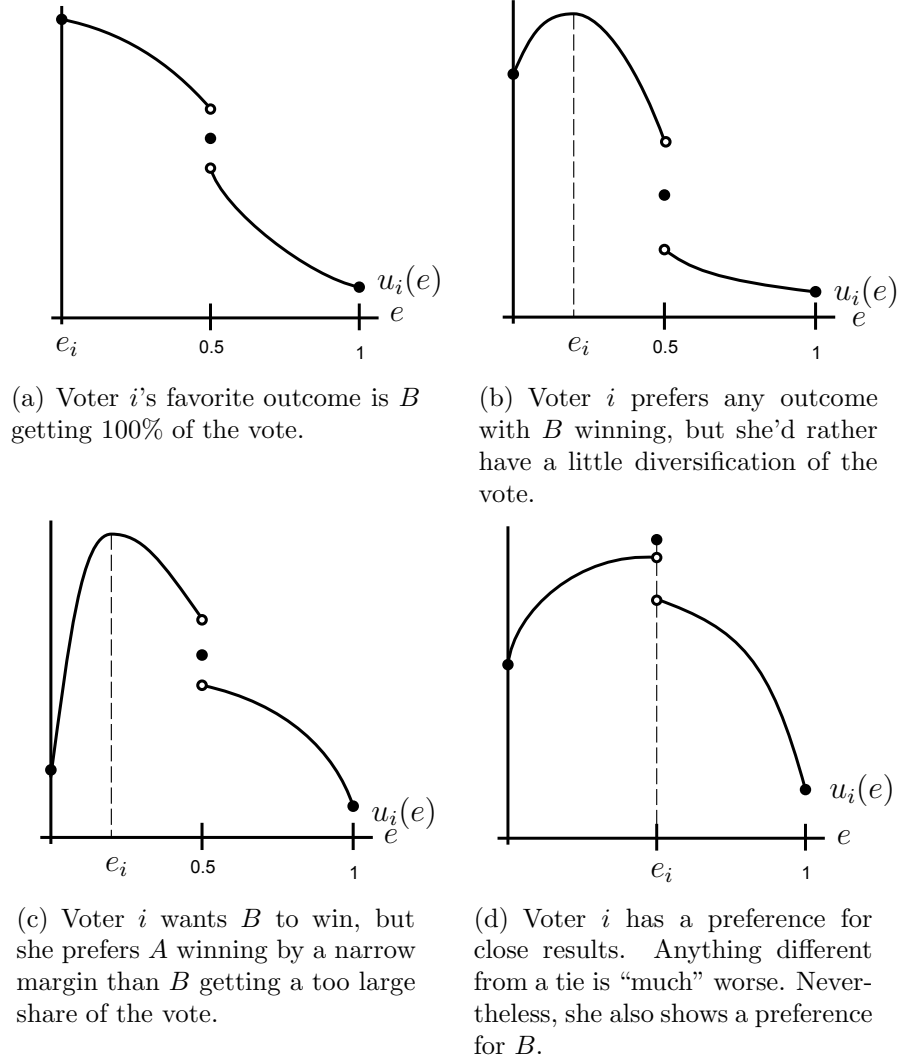 u_i(e)
e
e_i
0.5
1
(a) Voter i's favorite outcome is B
getting 100% of the vote.
u_i(e)
e
e_i
0.5
1
(b) Voter i prefers any outcome
with B winning, but she'd rather
have a little diversification of the
vote.
u_i(e)
e
e_i
0.5
1
(c) Voter i wants B to win, but
she prefers A winning by a narrow
margin than B getting a too large
share of the vote.
u_i(e)
e
e_i
1
(d) Voter i has a preference for
close results. Anything different
from a tie is “much” worse. Never-
theless, she also shows a preference
for B.